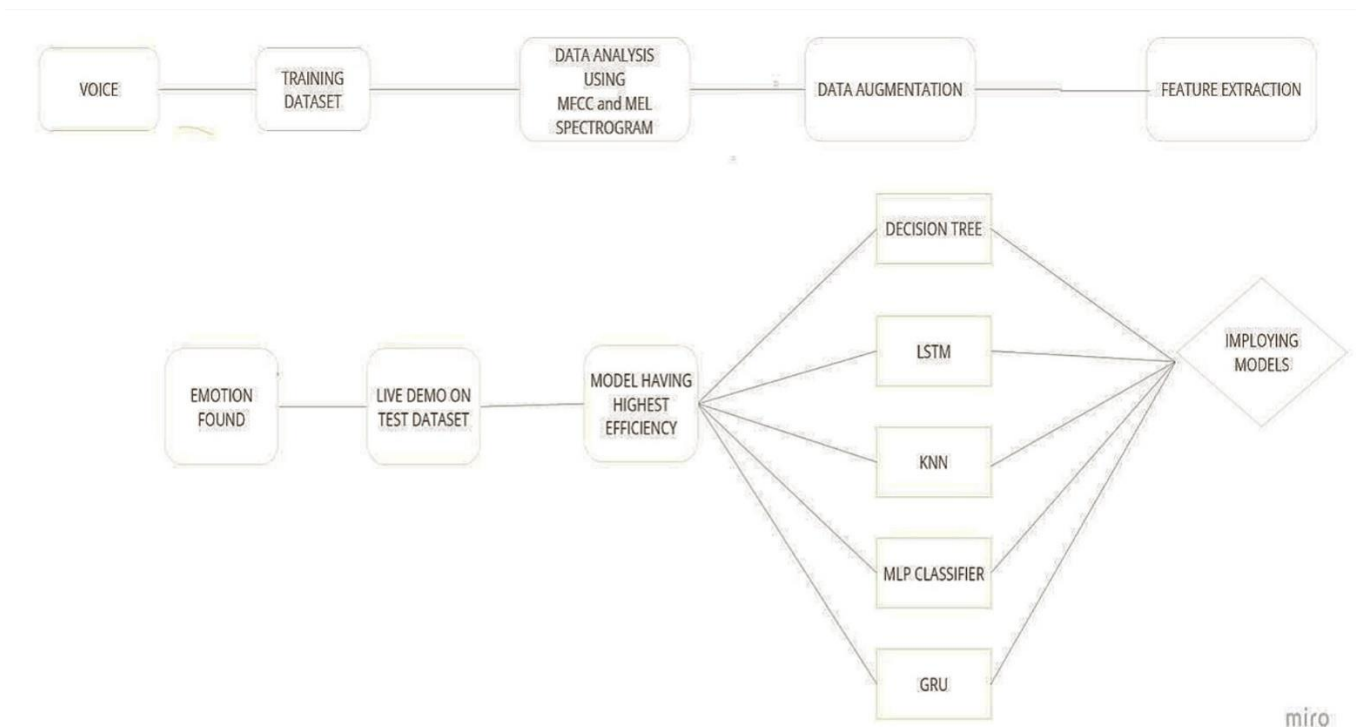 VOICE
TRAINING
DATASET
DATA ANALYSIS
USING
MFCC and MEL
SPECTROGRAM
DATA AUGMENTATION
FEATURE EXTRACTION
DECISION TREE
LSTM
KNN
MLP CLASSIFIER
GRU
IMPLOYING
MODELS
MODEL HAVING
HIGHEST
EFFICIENCY
LIVE DEMO ON
TEST DATASET
EMOTION
FOUND
miro